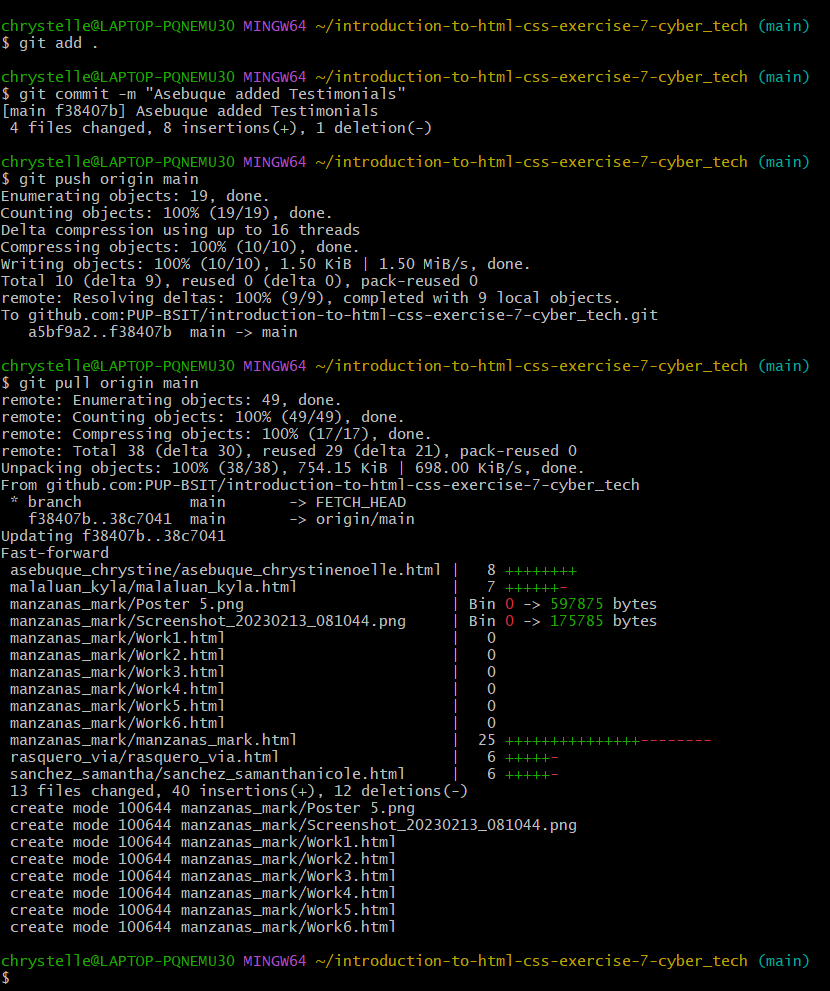 chrystelle@LAPTOP-PQNEMU30 MINGW64 ~/introduction-to-html-css-exercise-7-cyber_tech (main)
$ git add .
chrystelle@LAPTOP-PQNEMU30 MINGW64 ~/introduction-to-html-css-exercise-7-cyber_tech (main)
$ git commit -m "Asebuque added Testimonials"
[main f38407b] Asebuque added Testimonials
 4 files changed, 8 insertions(+), 1 deletion(-)
chrystelle@LAPTOP-PQNEMU30 MINGW64 ~/introduction-to-html-css-exercise-7-cyber_tech (main)
$ git push origin main
Enumerating objects: 19, done.
Counting objects: 100% (19/19), done.
Delta compression using up to 16 threads
Compressing objects: 100% (10/10), done.
Writing objects: 100% (10/10), 1.50 KiB | 1.50 MiB/s, done.
Total 10 (delta 9), reused 0 (delta 0), pack-reused 0
remote: Resolving deltas: 100% (9/9), completed with 9 local objects.
To github.com:PUP-BSIT/introduction-to-html-css-exercise-7-cyber_tech.git
   a5bf9a2..f38407b  main -> main
chrystelle@LAPTOP-PQNEMU30 MINGW64 ~/introduction-to-html-css-exercise-7-cyber_tech (main)
$ git pull origin main
remote: Enumerating objects: 49, done.
remote: Counting objects: 100% (49/49), done.
remote: Compressing objects: 100% (17/17), done.
remote: Total 38 (delta 30), reused 29 (delta 21), pack-reused 0
Unpacking objects: 100% (38/38), 754.15 KiB | 698.00 KiB/s, done.
From github.com:PUP-BSIT/introduction-to-html-css-exercise-7-cyber_tech
 * branch            main       -> FETCH_HEAD
   f38407b..38c7041  main       -> origin/main
Updating f38407b..38c7041
Fast-forward
 asebuque_chrystine/asebuque_chrystinenoelle.html |   8 ++++++++
 malaluan_kyla/malaluan_kyla.html                 |   7 ++++++-
 manzanas_mark/Poster 5.png                       | Bin 0 -> 597875 bytes
 manzanas_mark/Screenshot_20230213_081044.png     | Bin 0 -> 175785 bytes
 manzanas_mark/Work1.html                         |   0
 manzanas_mark/Work2.html                         |   0
 manzanas_mark/Work3.html                         |   0
 manzanas_mark/Work4.html                         |   0
 manzanas_mark/Work5.html                         |   0
 manzanas_mark/Work6.html                         |   0
 manzanas_mark/manzanas_mark.html                 |  25 +++++++++++++++--------
 rasquero_via/rasquero_via.html                   |   6 +++++-
 sanchez_samantha/sanchez_samanthanicole.html     |   6 +++++-
 13 files changed, 40 insertions(+), 12 deletions(-)
 create mode 100644 manzanas_mark/Poster 5.png
 create mode 100644 manzanas_mark/Screenshot_20230213_081044.png
 create mode 100644 manzanas_mark/Work1.html
 create mode 100644 manzanas_mark/Work2.html
 create mode 100644 manzanas_mark/Work3.html
 create mode 100644 manzanas_mark/Work4.html
 create mode 100644 manzanas_mark/Work5.html
 create mode 100644 manzanas_mark/Work6.html
chrystelle@LAPTOP-PQNEMU30 MINGW64 ~/introduction-to-html-css-exercise-7-cyber_tech (main)
$